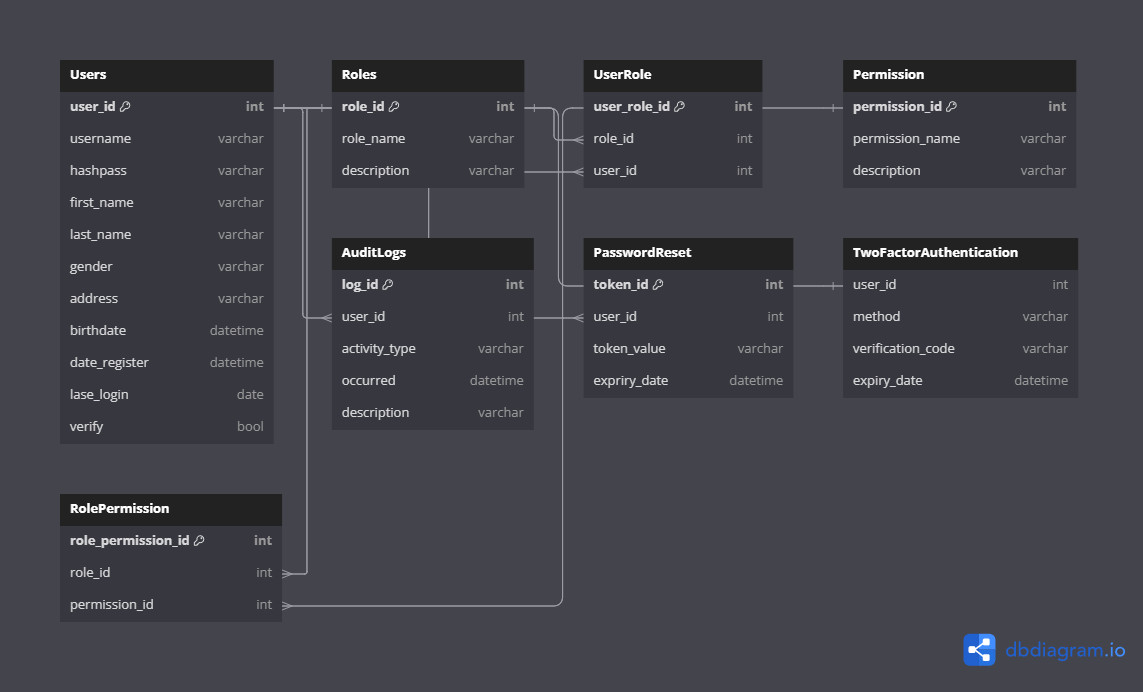 Users
user_id int
username varchar
hashpass varchar
first_name varchar
last_name varchar
gender varchar
address varchar
birthdate datetime
date_register datetime
lase_login date
verify bool
Roles
role_id int
role_name varchar
description varchar
UserRole
user_role_id int
role_id int
user_id int
Permission
permission_id int
permission_name varchar
description varchar
AuditLogs
log_id int
user_id int
activity_type varchar
occurred datetime
description varchar
PasswordReset
token_id int
user_id int
token_value varchar
expriry_date datetime
TwoFactorAuthentication
user_id int
method varchar
verification_code varchar
expiry_date datetime
RolePermission
role_permission_id int
role_id int
permission_id int
dbdiagram.io